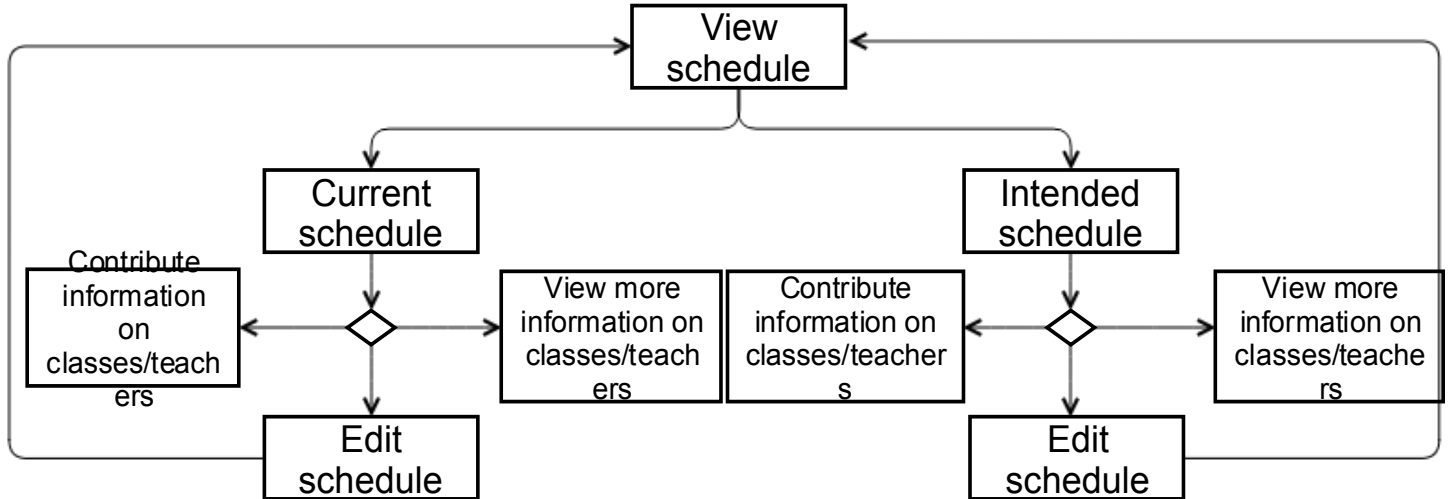 View
schedule
Current
schedule
Intended
schedule
Contribute
information
on
classes/teach
ers
View more
information on
classes/teach
ers
Contribute
information on
classes/teacher
s
View more
information on
classes/teache
rs
Edit
schedule
Edit
schedule